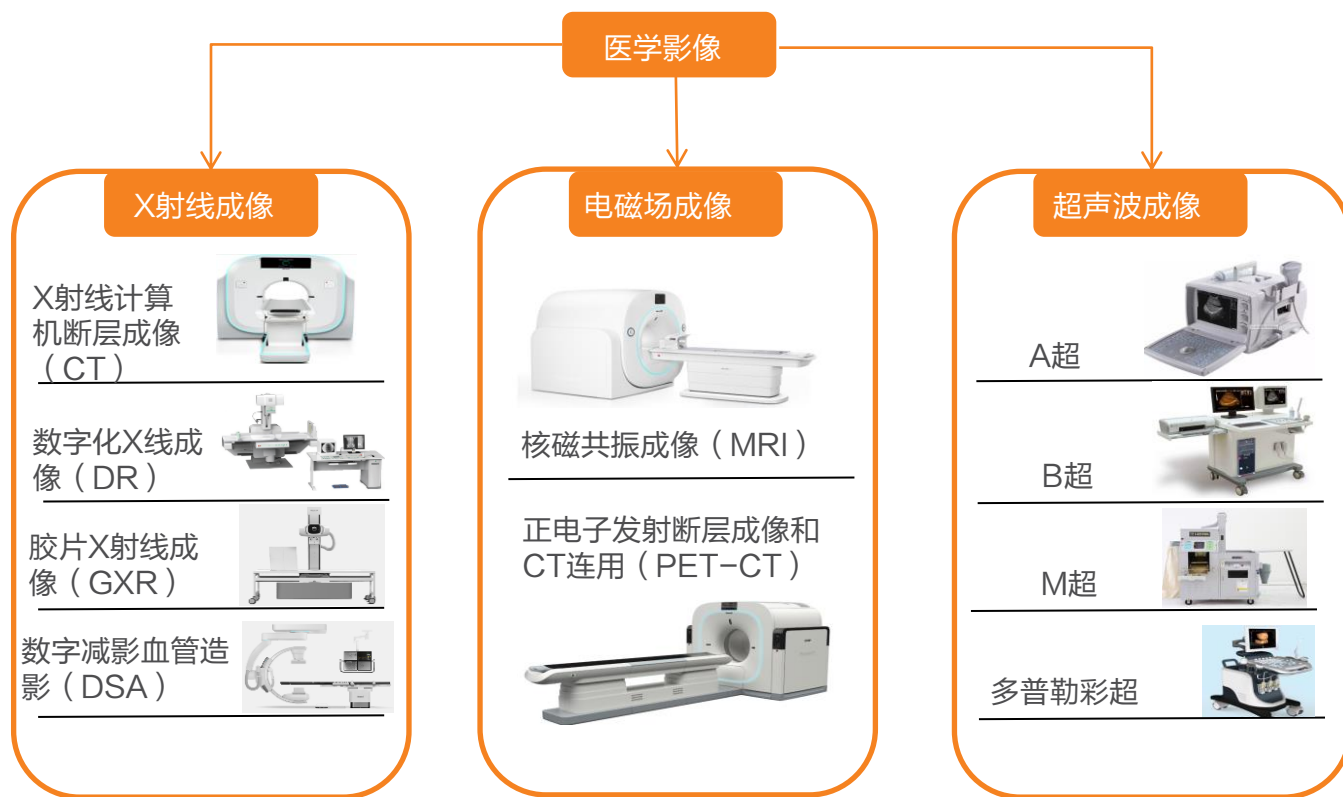 医学影像
X射线成像
X射线计算
机断层成像
（CT）
数字化X线成
像（DR）
胶片X射线成
像（GXR）
数字减影血管造
影（DSA）
电磁场成像
核磁共振成像（MRI）
正电子发射断层成像和
CT连用（PET-CT）
超声波成像
A超
B超
M超
多普勒彩超